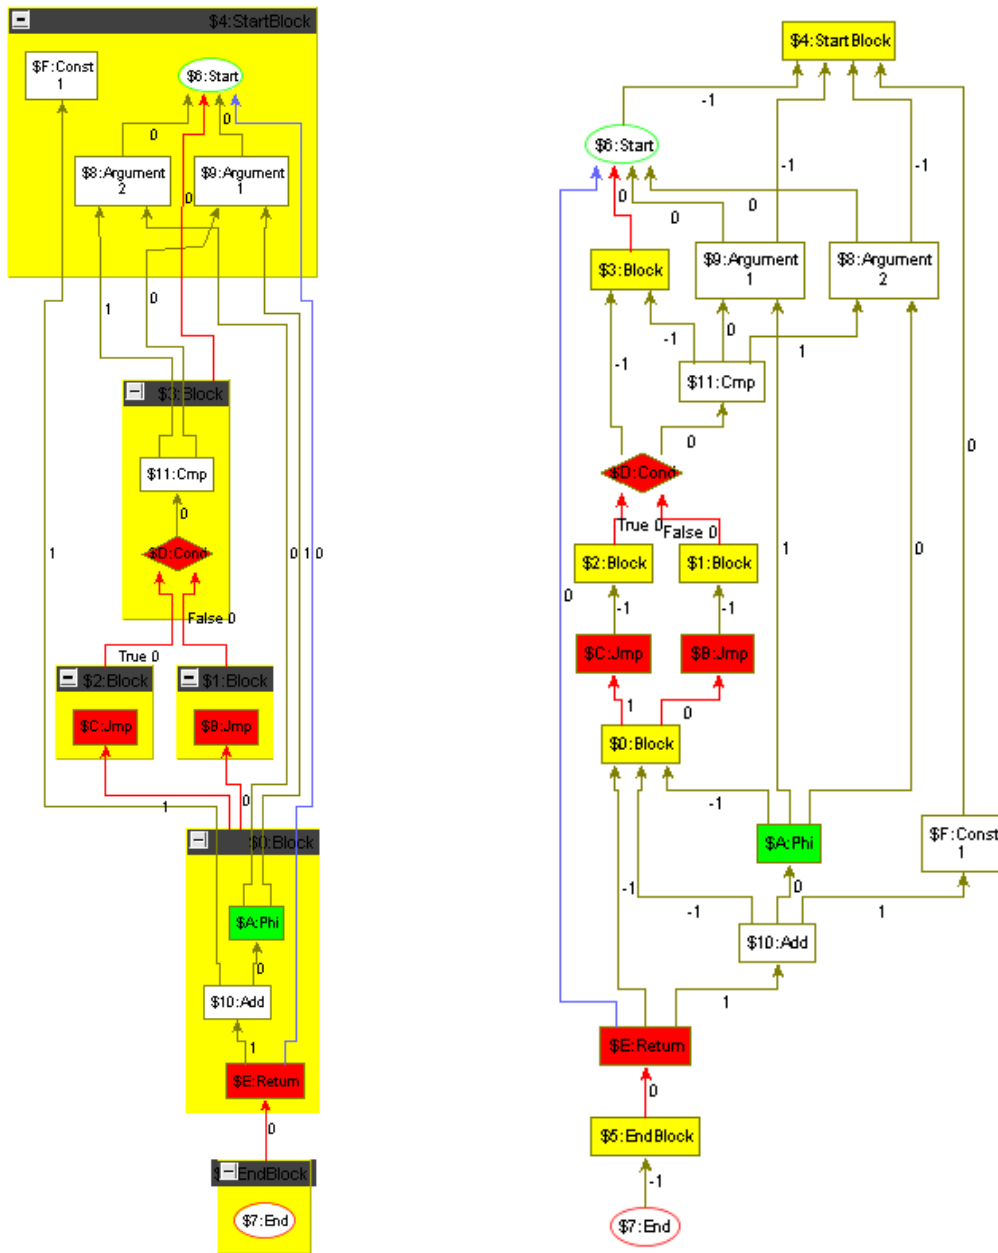 $4:StartBlock
$F:Const
1
$6:Start
0
0
$8:Argument
2
$9:Argument
1
0
1
0
$3:Block
$11:Cmp
0
$D:Cond
1
0
1
0
False 0
True 0
$2:Block
$1:Block
$C:Jmp
$B:Jmp
1
0
$0:Block
$A:Phi
0
$10:Add
1
$E:Return
0
EndBlock
$7:End
$4:StartBlock
-1
$6:Start
-1
-1
0
0
0
$3:Block
$9:Argument
1
$8:Argument
2
-1
0
1
-1
$11:Cmp
0
0
$D:Cond
True 0
False 0
$2:Block
$1:Block
1
0
0
-1
-1
$C:Jmp
$B:Jmp
1
0
$0:Block
-1
$A:Phi
$F:Const
1
-1
0
-1
1
$10:Add
1
$E:Return
0
$5:EndBlock
-1
$7:End